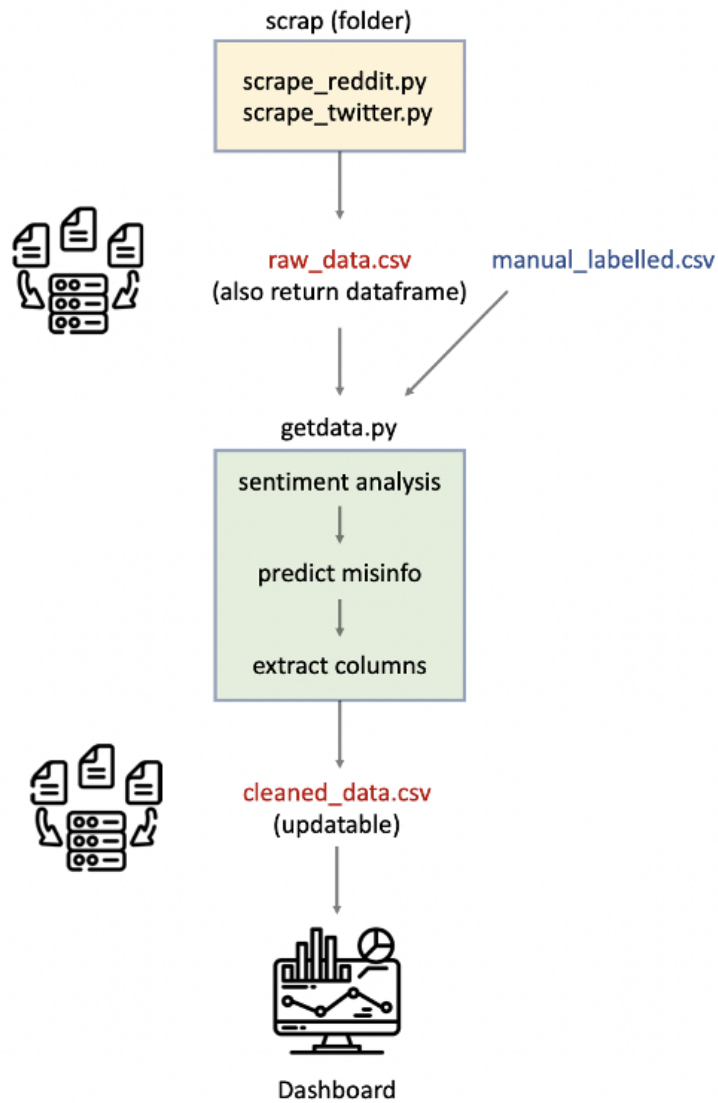 scrap (folder)
scrape_reddit.py
scrape_twitter.py
raw_data.csv
manual_labelled.csv
(also return dataframe)
getdata.py
sentiment analysis
predict misinfo
extract columns
cleaned_data.csv
(updatable)
Dashboard